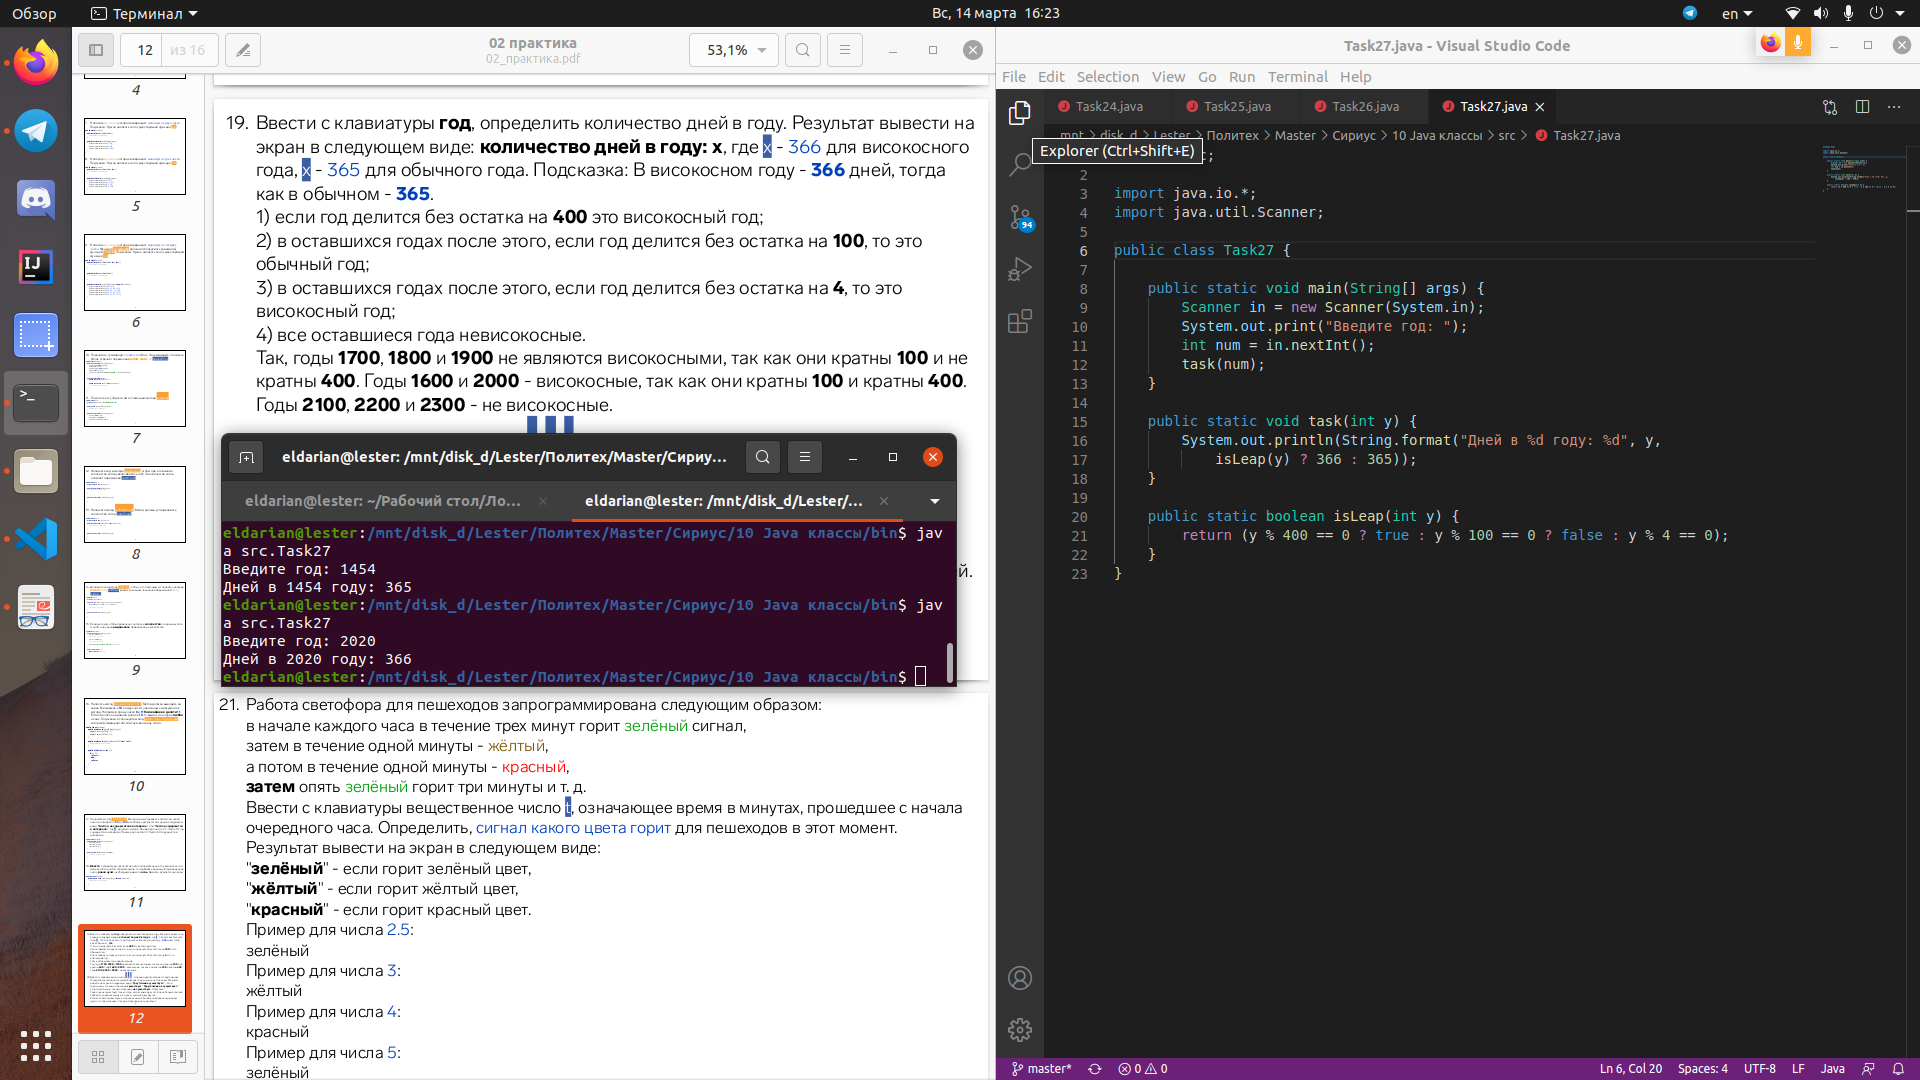 Обзор
Терминал
Вс, 14 марта 16:23
en
12
из 16
02 практика
02_практика.pdf
53,1%
4
5
6
7
8
9
10
11
12
19. Ввести с клавиатуры год, определить количество дней в году. Результат вывести на
экран в следующем виде: количество дней в году: x, где x - 366 для високосного
года, x - 365 для обычного года. Подсказка: В високосном году - 366 дней, тогда
как в обычном - 365.
1) если год делится без остатка на 400 это високосный год;
2) в оставшихся годах после этого, если год делится без остатка на 100, то это
обычный год;
3) в оставшихся годах после этого, если год делится без остатка на 4, то это
високосный год;
4) все оставшиеся года невисокосные.
Так, годы 1700, 1800 и 1900 не являются високосными, так как они кратны 100 и не
кратны 400. Годы 1600 и 2000 - високосные, так как они кратны 100 и кратны 400.
Годы 2100, 2200 и 2300 - не високосные.
й.
eldarian@lester: /mnt/disk_d/Lester/Политех/Master/Сириу...
eldarian@lester: ~/Рабочий стол/Ло...
eldarian@lester: /mnt/disk_d/Lester/...
eldarian@lester:/mnt/disk_d/Lester/Политех/Master/Сириус/10 Java классы/bin$ jav
a src.Task27
Введите год: 1454
Дней в 1454 году: 365
eldarian@lester:/mnt/disk_d/Lester/Политех/Master/Сириус/10 Java классы/bin$ jav
a src.Task27
Введите год: 2020
Дней в 2020 году: 366
eldarian@lester:/mnt/disk_d/Lester/Политех/Master/Сириус/10 Java классы/bin$
21. Работа светофора для пешеходов запрограммирована следующим образом:
в начале каждого часа в течение трех минут горит зелёный сигнал,
затем в течение одной минуты - жёлтый,
а потом в течение одной минуты - красный,
затем опять зелёный горит три минуты и т. д.
Ввести с клавиатуры вещественное число t, означающее время в минутах, прошедшее с начала
очередного часа. Определить, сигнал какого цвета горит для пешеходов в этот момент.
Результат вывести на экран в следующем виде:
"зелёный" - если горит зелёный цвет,
"жёлтый" - если горит жёлтый цвет,
"красный" - если горит красный цвет.
Пример для числа 2.5:
зелёный
Пример для числа 3:
жёлтый
Пример для числа 4:
красный
Пример для числа 5:
зелёный
Task27.java - Visual Studio Code
File Edit Selection View Go Run Terminal Help
Task24.java
Task25.java
Task26.java
Task27.java
mnt > disk_d > Lester > Политех > Master > Сириус > 10 Java классы > src > Task27.java
Explorer (Ctrl+Shift+E)
94
c;
2
3 import java.io.*;
4 import java.util.Scanner;
5
6 public class Task27 {
7
8 public static void main(String[] args) {
9 Scanner in = new Scanner(System.in);
10 System.out.print("Введите год: ");
11 int num = in.nextInt();
12 task(num);
13 }
14
15 public static void task(int y) {
16 System.out.println(String.format("Дней в %d году: %d", y,
17 isLeap(y) ? 366 : 365));
18 }
19
20 public static boolean isLeap(int y) {
21 return (y % 400 == 0 ? true : y % 100 == 0 ? false : y % 4 == 0);
22 }
23 }
master*
0 0
Ln 6, Col 20
Spaces: 4
UTF-8
LF
Java